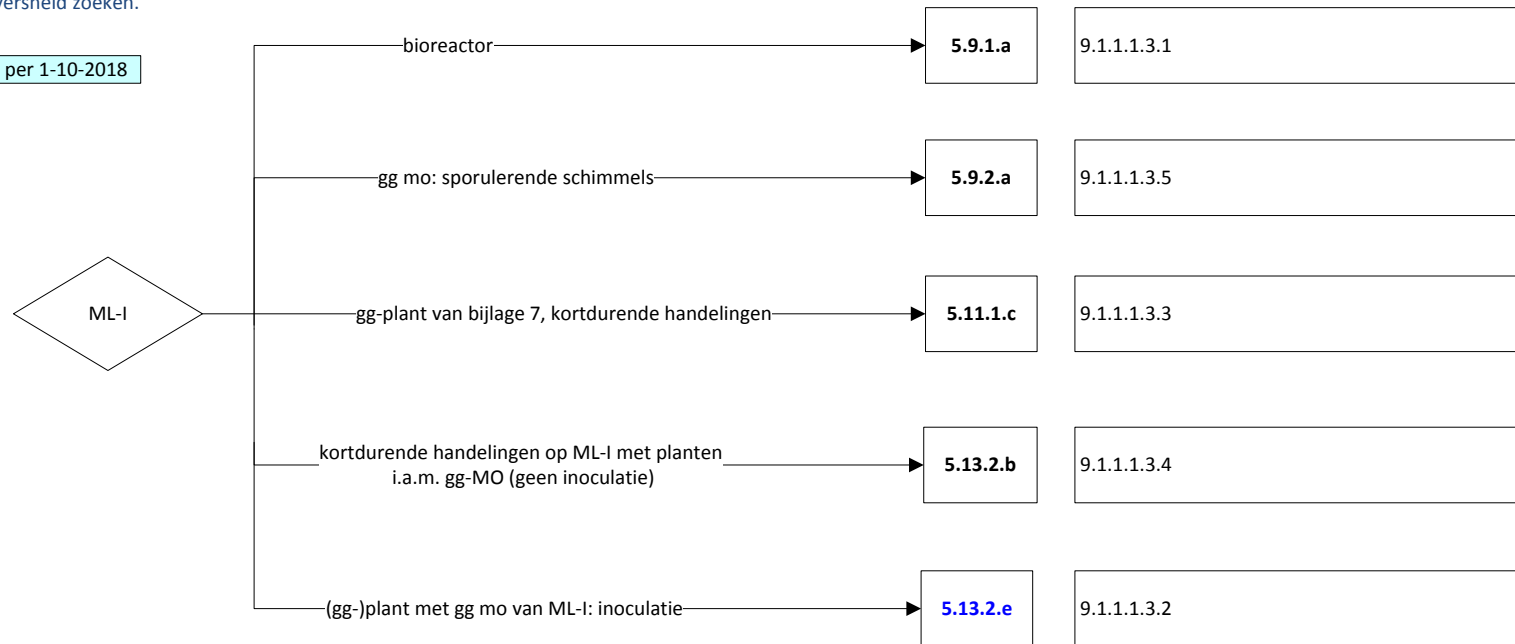 zoeken.
per 1-10-2018
bioreactor
5.9.1.a
9.1.1.1.3.1
gg mo: sporulerende schimmels
5.9.2.a
9.1.1.1.3.5
ML-I
gg-plant van bijlage 7, kortdurende handelingen
5.11.1.c
9.1.1.1.3.3
kortdurende handelingen op ML-I met planten
i.a.m. gg-MO (geen inoculatie)
5.13.2.b
9.1.1.1.3.4
(gg-)plant met gg mo van ML-I: inoculatie
5.13.2.e
9.1.1.1.3.2